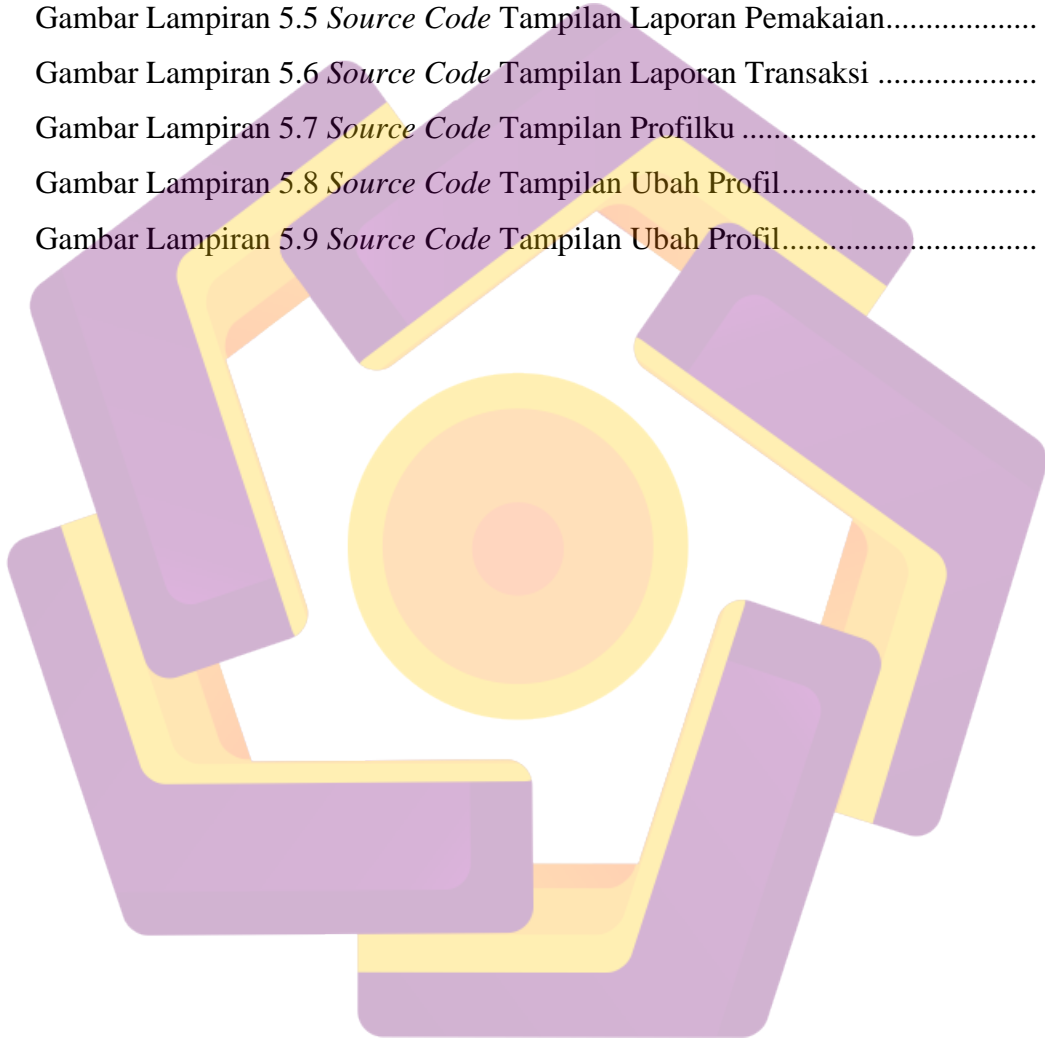 Gambar Lampiran 5.5 Source Code Tampilan Laporan Pemakaian....................
Gambar Lampiran 5.6 Source Code Tampilan Laporan Transaksi ....................
Gambar Lampiran 5.7 Source Code Tampilan Profilku .....................................
Gambar Lampiran 5.8 Source Code Tampilan Ubah Profil................................
Gambar Lampiran 5.9 Source Code Tampilan Ubah Profil................................